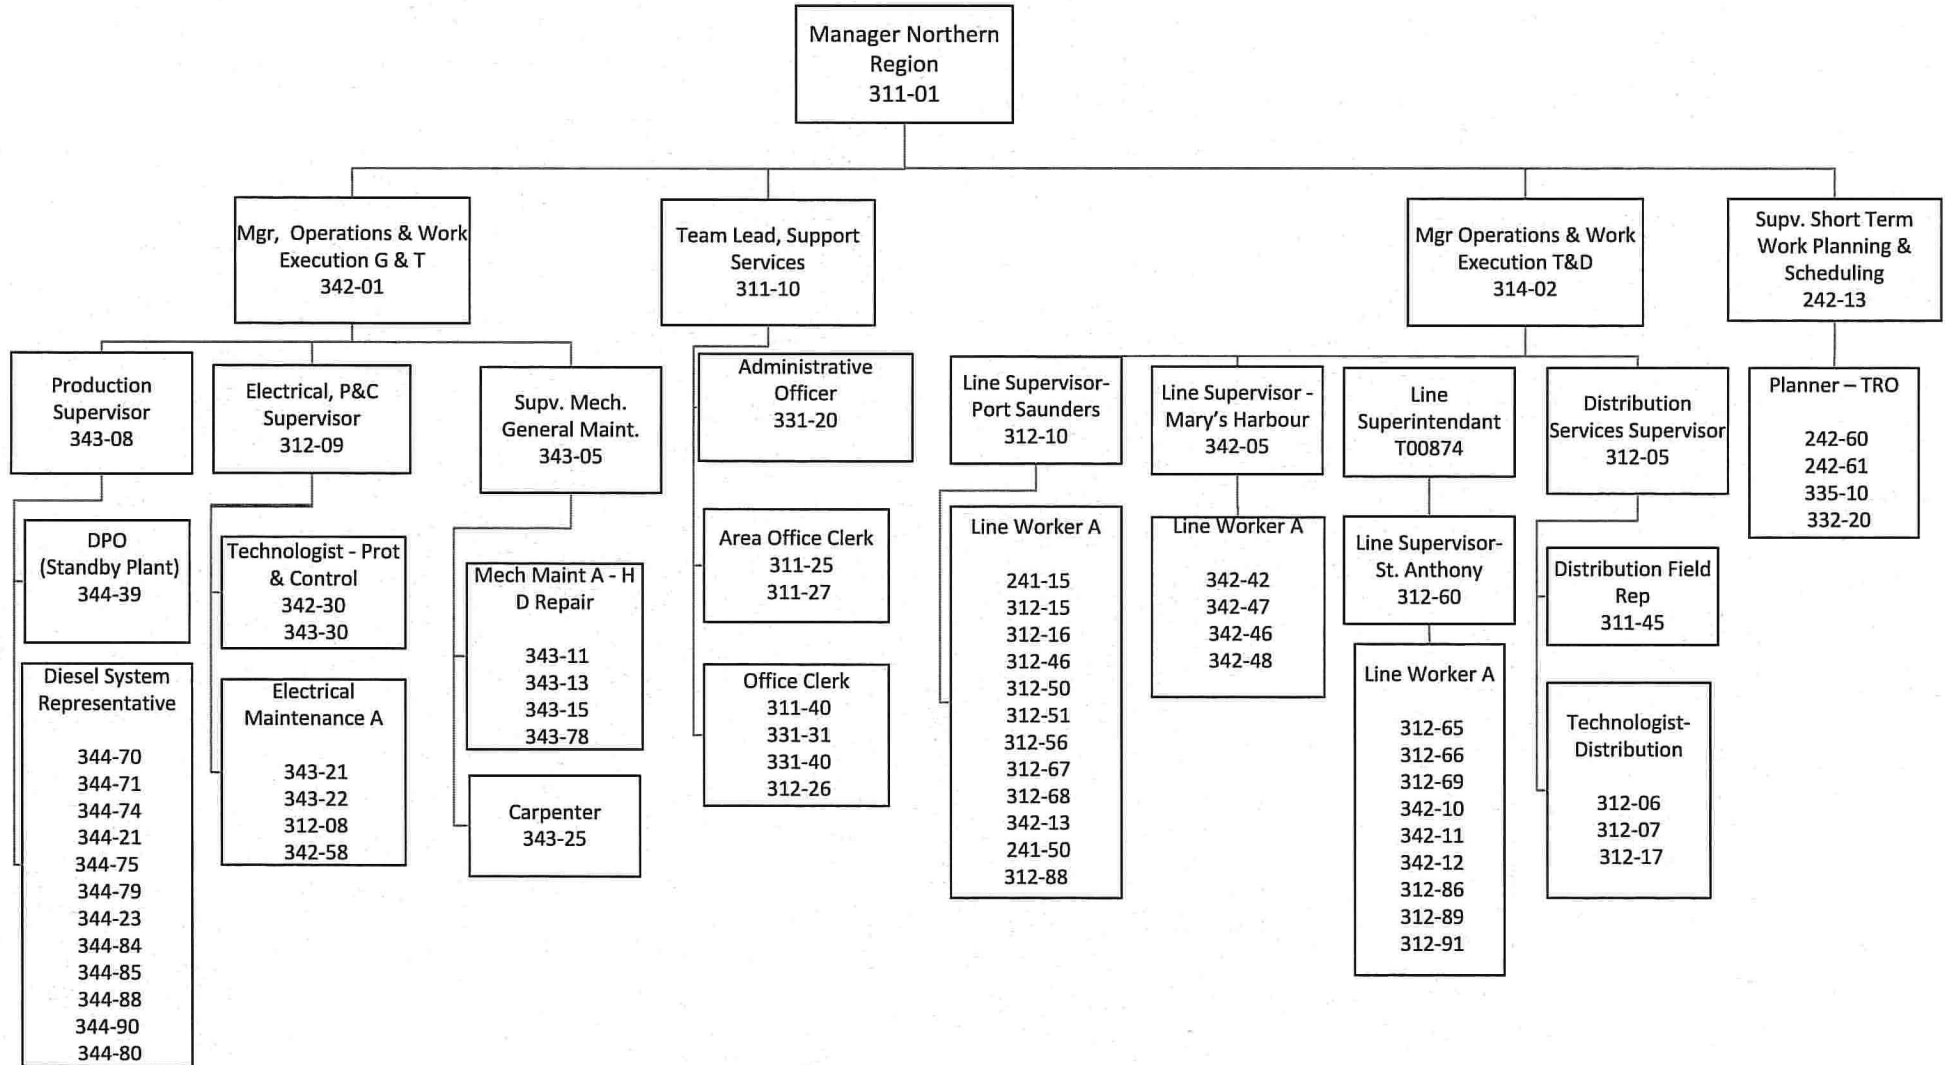 Manager Northern
Region
311-01
Mgr, Operations & Work
Execution G & T
342-01
Team Lead, Support
Services
311-10
Mgr Operations & Work
Execution T&D
314-02
Supv. Short Term
Work Planning &
Scheduling
242-13
Production
Supervisor
343-08
Electrical, P&C
Supervisor
312-09
Supv. Mech.
General Maint.
343-05
Administrative
Officer
331-20
Line Supervisor-
Port Saunders
312-10
Line Supervisor -
Mary's Harbour
342-05
Line
Superintendant
T00874
Distribution
Services Supervisor
312-05
Planner – TRO
242-60
242-61
335-10
332-20
DPO
(Standby Plant)
344-39
Technologist - Prot
& Control
342-30
343-30
Mech Maint A - H
D Repair
343-11
343-13
343-15
343-78
Area Office Clerk
311-25
311-27
Line Worker A
241-15
312-15
312-16
312-46
312-50
312-51
312-56
312-67
312-68
342-13
241-50
312-88
Line Worker A
342-42
342-47
342-46
342-48
Line Supervisor-
St. Anthony
312-60
Distribution Field
Rep
311-45
Diesel System
Representative
344-70
344-71
344-74
344-21
344-75
344-79
344-23
344-84
344-85
344-88
344-90
344-80
Electrical
Maintenance A
343-21
343-22
312-08
342-58
Carpenter
343-25
Office Clerk
311-40
331-31
331-40
312-26
Line Worker A
312-65
312-66
312-69
342-10
342-11
342-12
312-86
312-89
312-91
Technologist-
Distribution
312-06
312-07
312-17